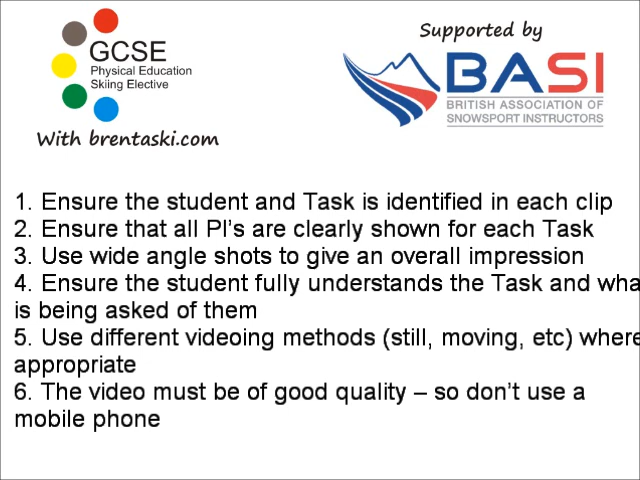 GCSE
Physical Education
Skiing Elective
With brentaski.com
Supported by
BASI
BRITISH ASSOCIATION OF
SNOWSPORT INSTRUCTORS
1. Ensure the student and Task is identified in each clip
2. Ensure that all PI's are clearly shown for each Task
3. Use wide angle shots to give an overall impression
4. Ensure the student fully understands the Task and wha
is being asked of them
5. Use different videoing methods (still, moving, etc) where
appropriate
6. The video must be of good quality – so don't use a
mobile phone